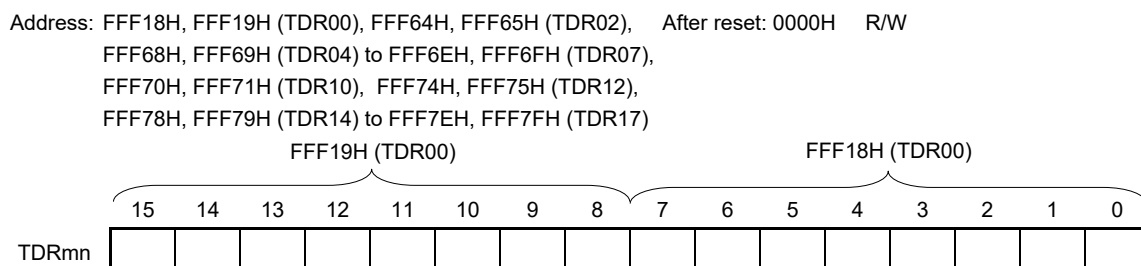 Address: FFF18H, FFF19H (TDR00), FFF64H, FFF65H (TDR02), After reset: 0000H R/W
FFF68H, FFF69H (TDR04) to FFF6EH, FFF6FH (TDR07),
FFF70H, FFF71H (TDR10), FFF74H, FFF75H (TDR12),
FFF78H, FFF79H (TDR14) to FFF7EH, FFF7FH (TDR17)
FFF19H (TDR00) FFF18H (TDR00)
15 14 13 12 11 10 9 8 7 6 5 4 3 2 1 0
TDRmn